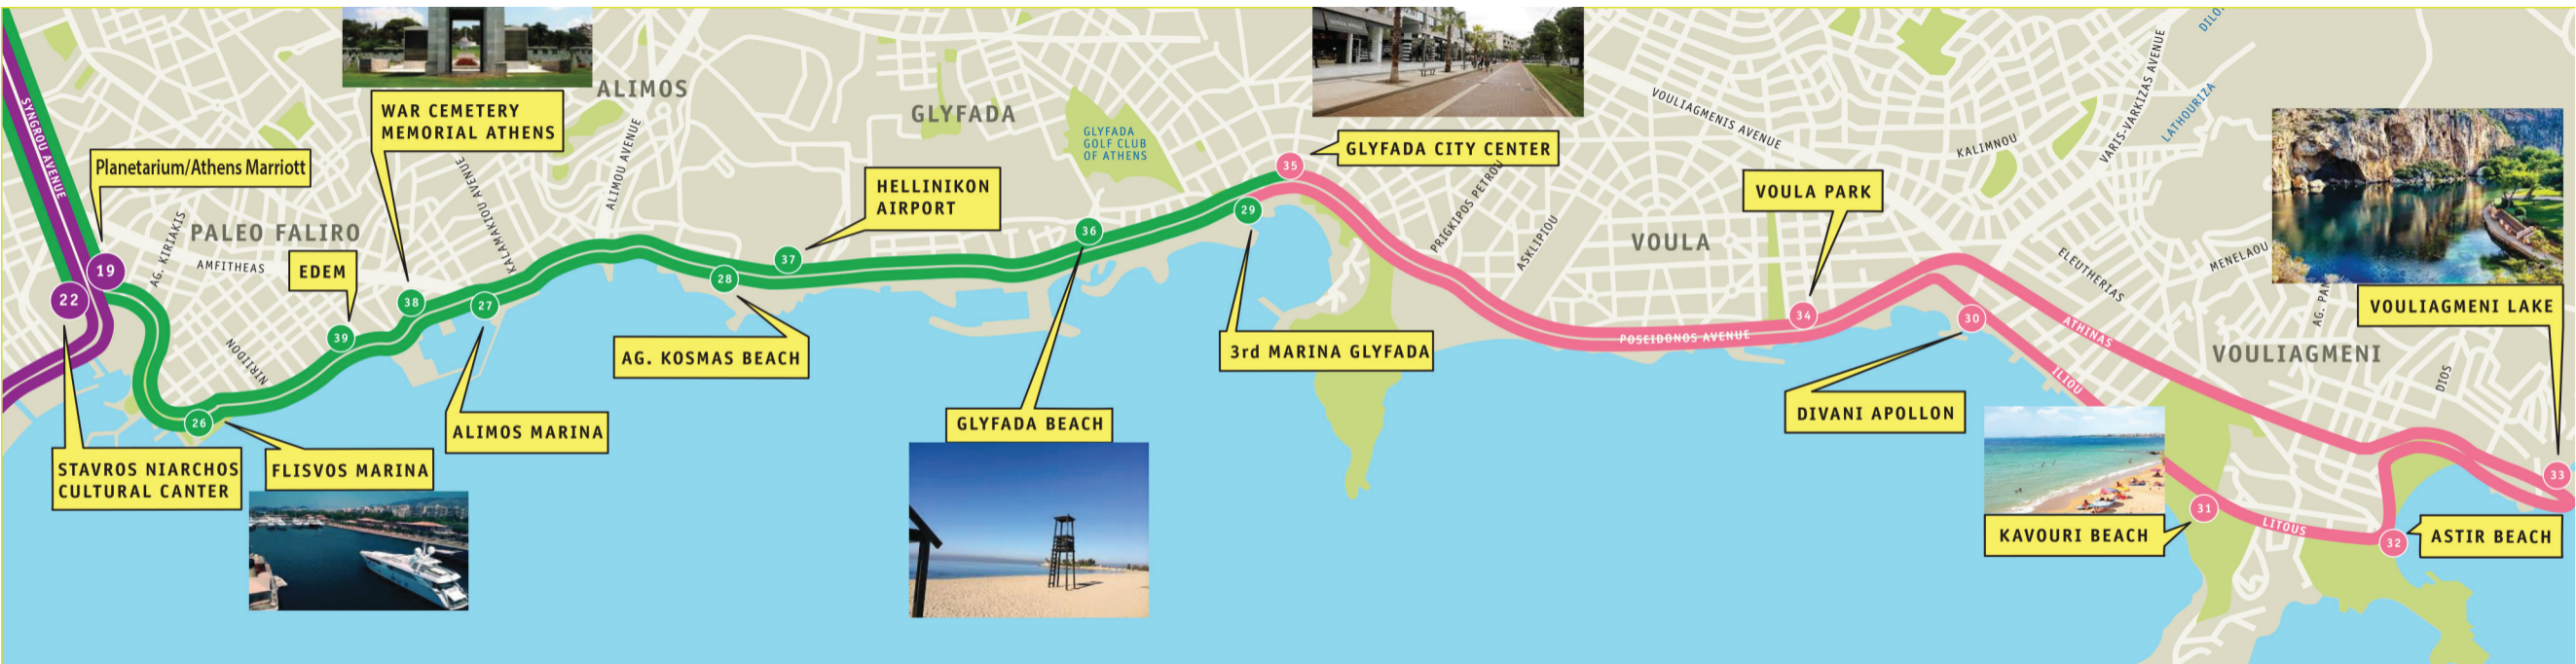 SYNGROU AVENUE
Planetarium/Athens Marriott
19
22
STAVROS NIARCHOS
CULTURAL CANTER
PALEO FALIRO
AG. KIRIAKIS
AMFITHEAS
NIRIIDON
EDEM
39
26
FLISVOS MARINA
WAR CEMETERY
MEMORIAL ATHENS
38
27
ALIMOS MARINA
KALAMAKIOU AVENUE
ALIMOS
ALIMOU AVENUE
28
AG. KOSMAS BEACH
37
HELLINIKON
AIRPORT
GLYFADA
GLYFADA
GOLF CLUB
OF ATHENS
36
GLYFADA BEACH
29
3rd MARINA GLYFADA
35
GLYFADA CITY CENTER
PRIGKIPOS PETROU
ASKLIPIOU
VOULIAGMENIS AVENUE
VOULA
VOULA PARK
34
POSEIDONOS AVENUE
KALIMNOU
VARIS-VARKIZAS AVENUE
LATHOURIZA
30
DIVANI APOLLON
ELEUTHERIAS
MENELAOU
ATHINAS
ILIOU
VOULIAGMENI
VOULIAGMENI LAKE
DIOS
33
KAVOURI BEACH
31
LITOUS
32
ASTIR BEACH